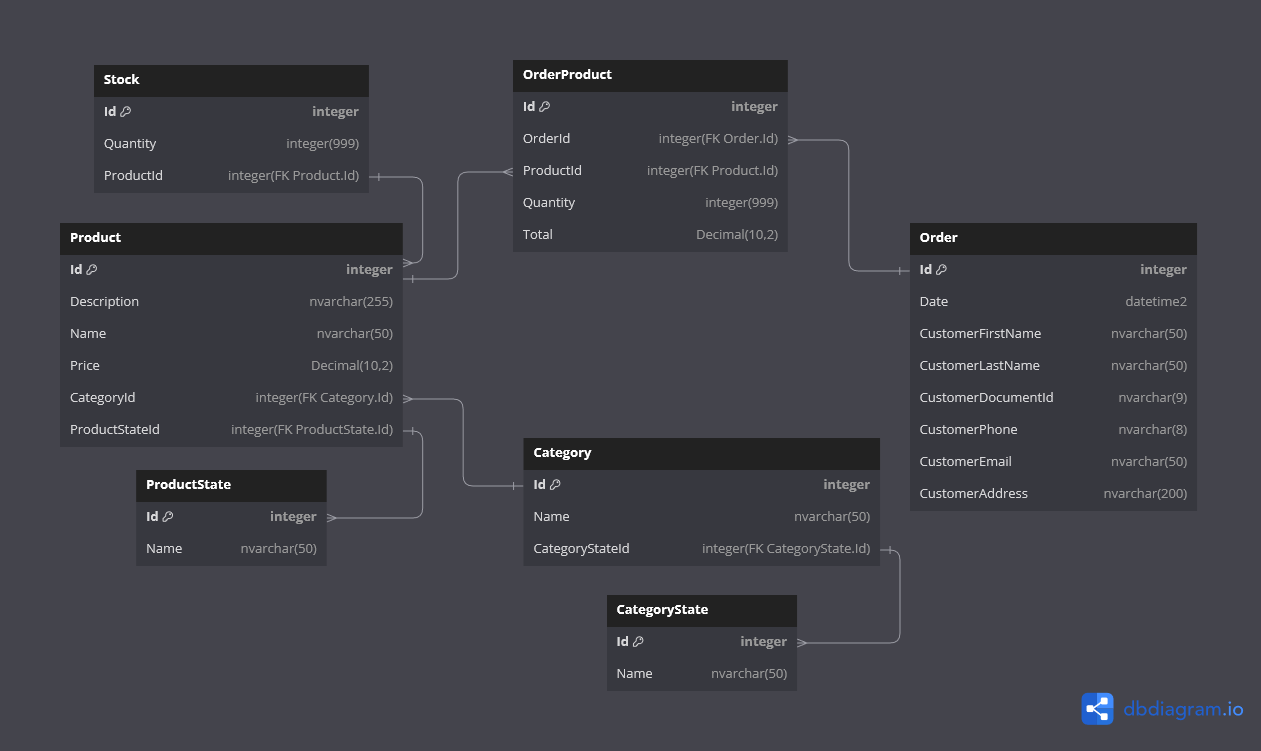 Stock
Id integer
Quantity integer(999)
ProductId integer(FK Product.Id)
OrderProduct
Id integer
OrderId integer(FK Order.Id)
ProductId integer(FK Product.Id)
Quantity integer(999)
Total Decimal(10,2)
Product
Id integer
Description nvarchar(255)
Name nvarchar(50)
Price Decimal(10,2)
CategoryId integer(FK Category.Id)
ProductStateId integer(FK ProductState.Id)
Order
Id integer
Date datetime2
CustomerFirstName nvarchar(50)
CustomerLastName nvarchar(50)
CustomerDocumentId nvarchar(9)
CustomerPhone nvarchar(8)
CustomerEmail nvarchar(50)
CustomerAddress nvarchar(200)
ProductState
Id integer
Name nvarchar(50)
Category
Id integer
Name nvarchar(50)
CategoryStateId integer(FK CategoryState.Id)
CategoryState
Id integer
Name nvarchar(50)
dbdiagram.io